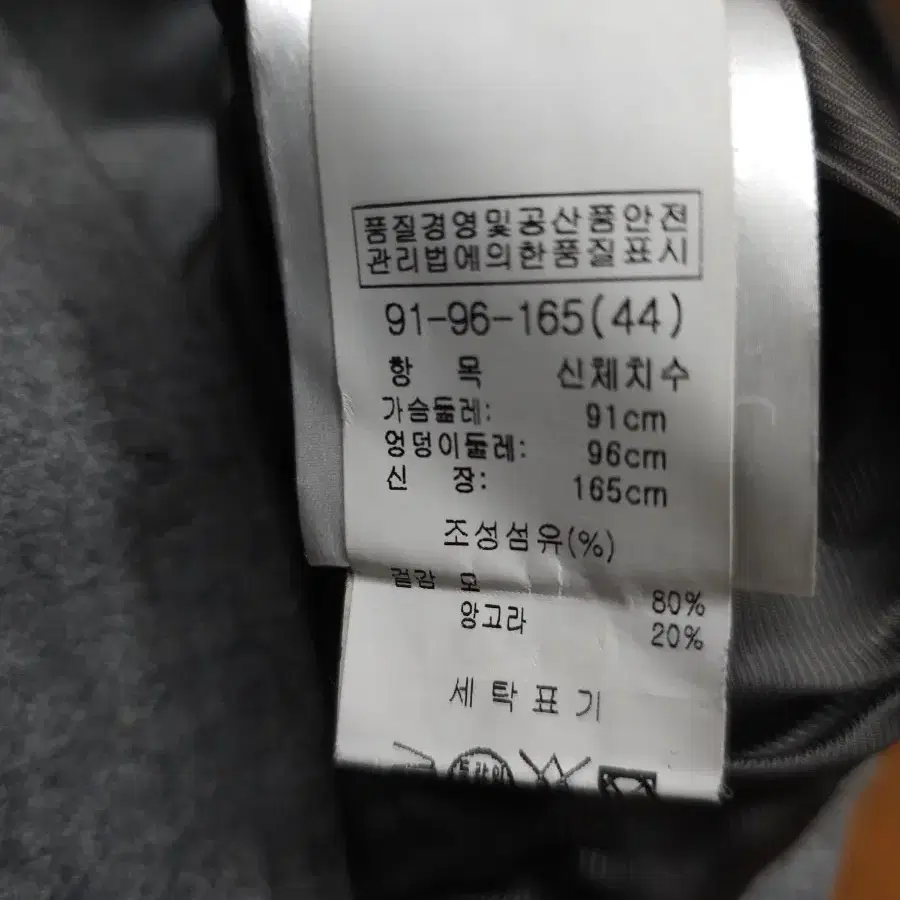 품질경영및공산품안전
관리법에의한품질표시
91-96-165(44)
항 목 신체치수
가슴둘레: 91cm
엉덩이둘레: 96cm
신 장: 165cm
조성섬유(%)
겉감 모 80%
앙고라 20%
세탁표기